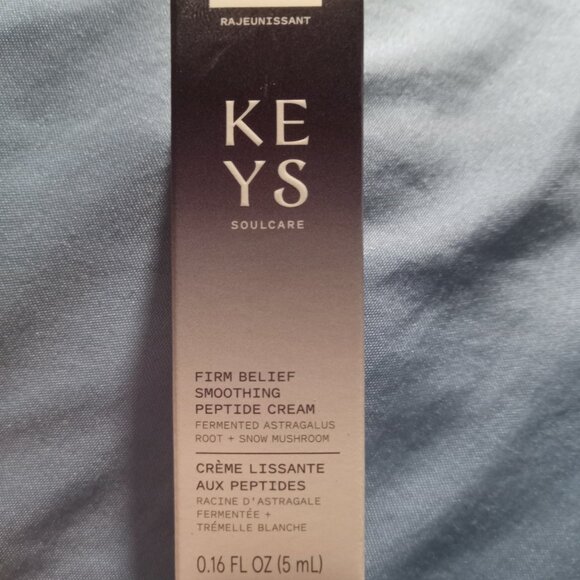 RAJEUNISSANT
KE
YS
SOULCARE
FIRM BELIEF
SMOOTHING
PEPTIDE CREAM
FERMENTED ASTRAGALUS
ROOT + SNOW MUSHROOM
CRÈME LISSANTE
AUX PEPTIDES
RACINE D'ASTRAGALE
FERMENTÉE +
TRÉMELLE BLANCHE
0.16 FL OZ (5 mL)